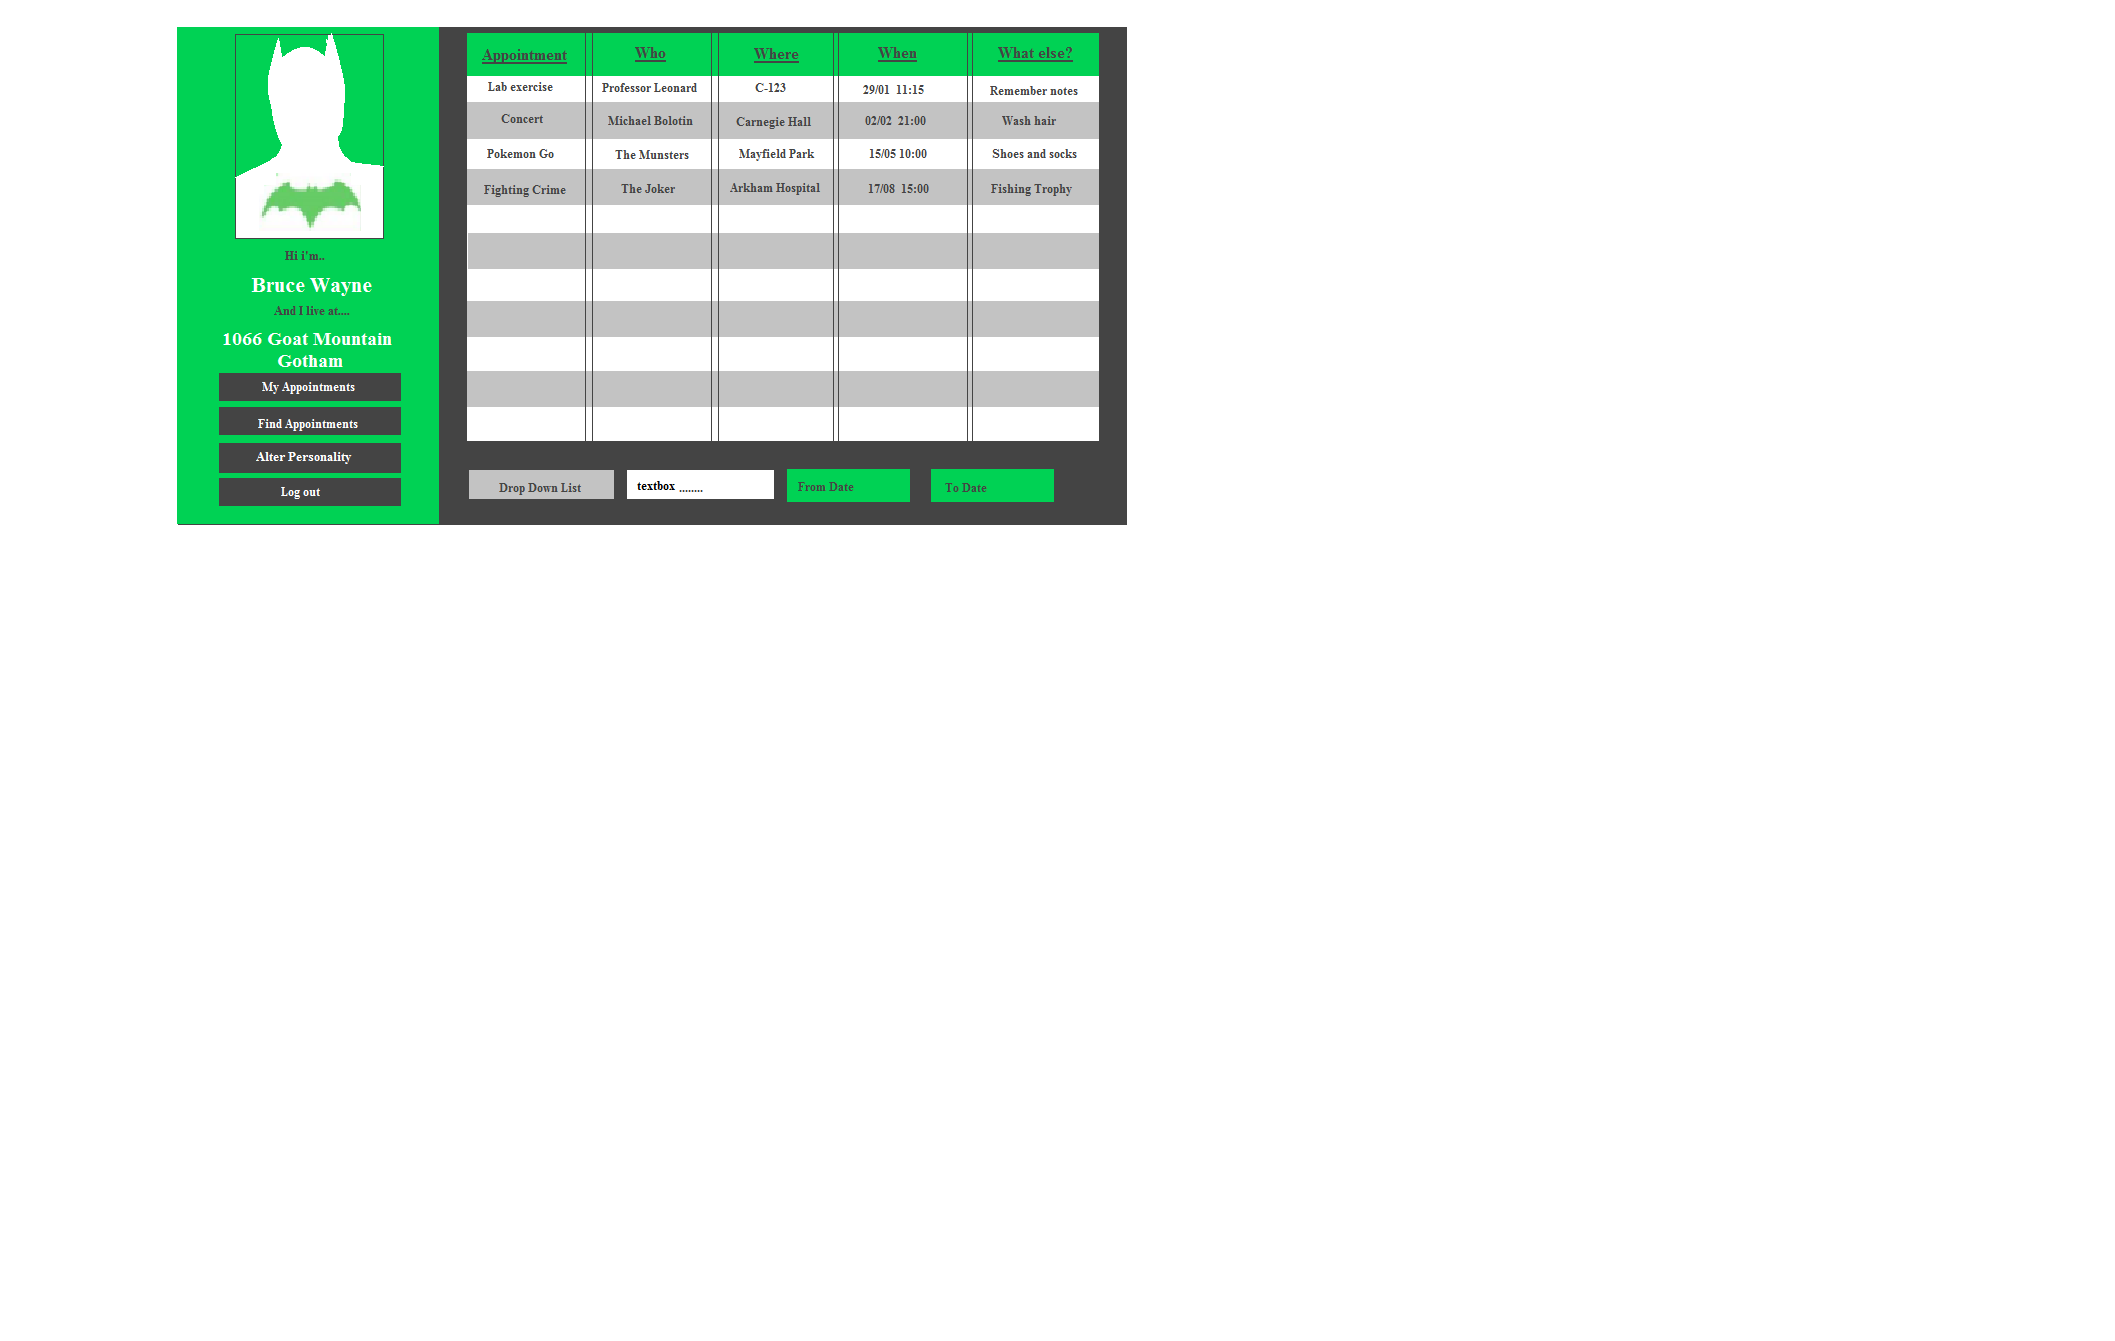 Hi i'm..
Bruce Wayne
And I live at....
1066 Goat Mountain
Gotham
My Appointments
Find Appointments
Alter Personality
Log out
Appointment Who Where When What else?
Lab exercise Professor Leonard C-123 29/01 11:15 Remember notes
Concert Michael Bolotin Carnegie Hall 02/02 21:00 Wash hair
Pokemon Go The Munsters Mayfield Park 15/05 10:00 Shoes and socks
Fighting Crime The Joker Arkham Hospital 17/08 15:00 Fishing Trophy
Drop Down List textbox ........ From Date To Date